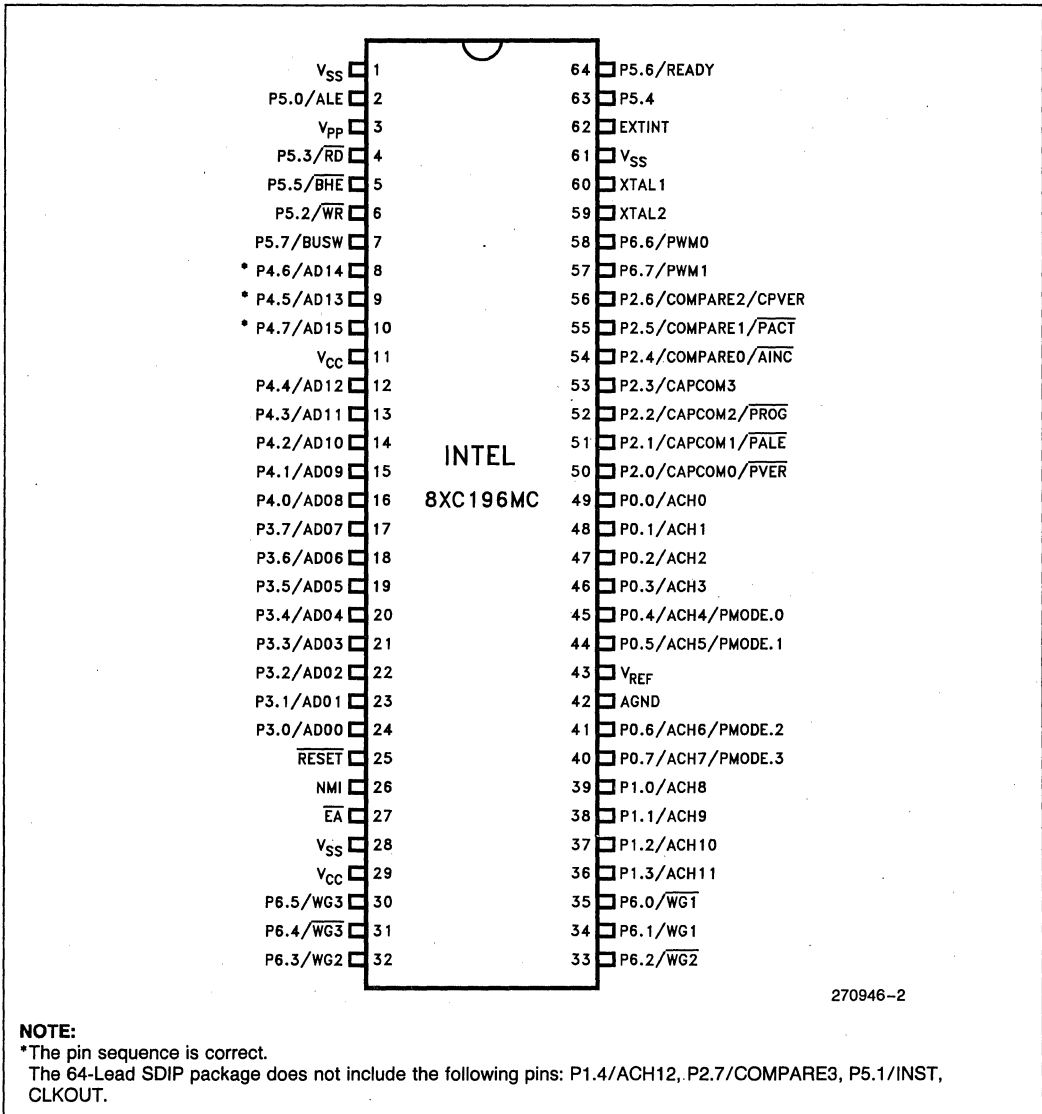 VSS 1 64 P5.6/READY
P5.0/ALE 2 63 P5.4
VPP 3 62 EXTINT
P5.3/R̅D̅ 4 61 VSS
P5.5/B̅H̅E̅ 5 60 XTAL1
P5.2/W̅R̅ 6 59 XTAL2
P5.7/BUSW 7 58 P6.6/PWM0
* P4.6/AD14 8 57 P6.7/PWM1
* P4.5/AD13 9 56 P2.6/COMPARE2/CPVER
* P4.7/AD15 10 55 P2.5/COMPARE1/P̅A̅C̅T̅
VCC 11 54 P2.4/COMPARE0/A̅I̅N̅C̅
P4.4/AD12 12 53 P2.3/CAPCOM3
P4.3/AD11 13 52 P2.2/CAPCOM2/P̅R̅O̅G̅
P4.2/AD10 14 51 P2.1/CAPCOM1/P̅A̅L̅E̅
INTEL
P4.1/AD09 15 50 P2.0/CAPCOM0/P̅V̅E̅R̅
P4.0/AD08 16 8XC196MC 49 P0.0/ACH0
P3.7/AD07 17 48 P0.1/ACH1
P3.6/AD06 18 47 P0.2/ACH2
P3.5/AD05 19 46 P0.3/ACH3
P3.4/AD04 20 45 P0.4/ACH4/PMODE.0
P3.3/AD03 21 44 P0.5/ACH5/PMODE.1
P3.2/AD02 22 43 VREF
P3.1/AD01 23 42 AGND
P3.0/AD00 24 41 P0.6/ACH6/PMODE.2
R̅E̅S̅E̅T̅ 25 40 P0.7/ACH7/PMODE.3
NMI 26 39 P1.0/ACH8
E̅A̅ 27 38 P1.1/ACH9
VSS 28 37 P1.2/ACH10
VCC 29 36 P1.3/ACH11
P6.5/WG3 30 35 P6.0/W̅G̅1̅
P6.4/W̅G̅3̅ 31 34 P6.1/WG1
P6.3/WG2 32 33 P6.2/W̅G̅2̅
270946-2
NOTE:
*The pin sequence is correct.
The 64-Lead SDIP package does not include the following pins: P1.4/ACH12, P2.7/COMPARE3, P5.1/INST,
CLKOUT.